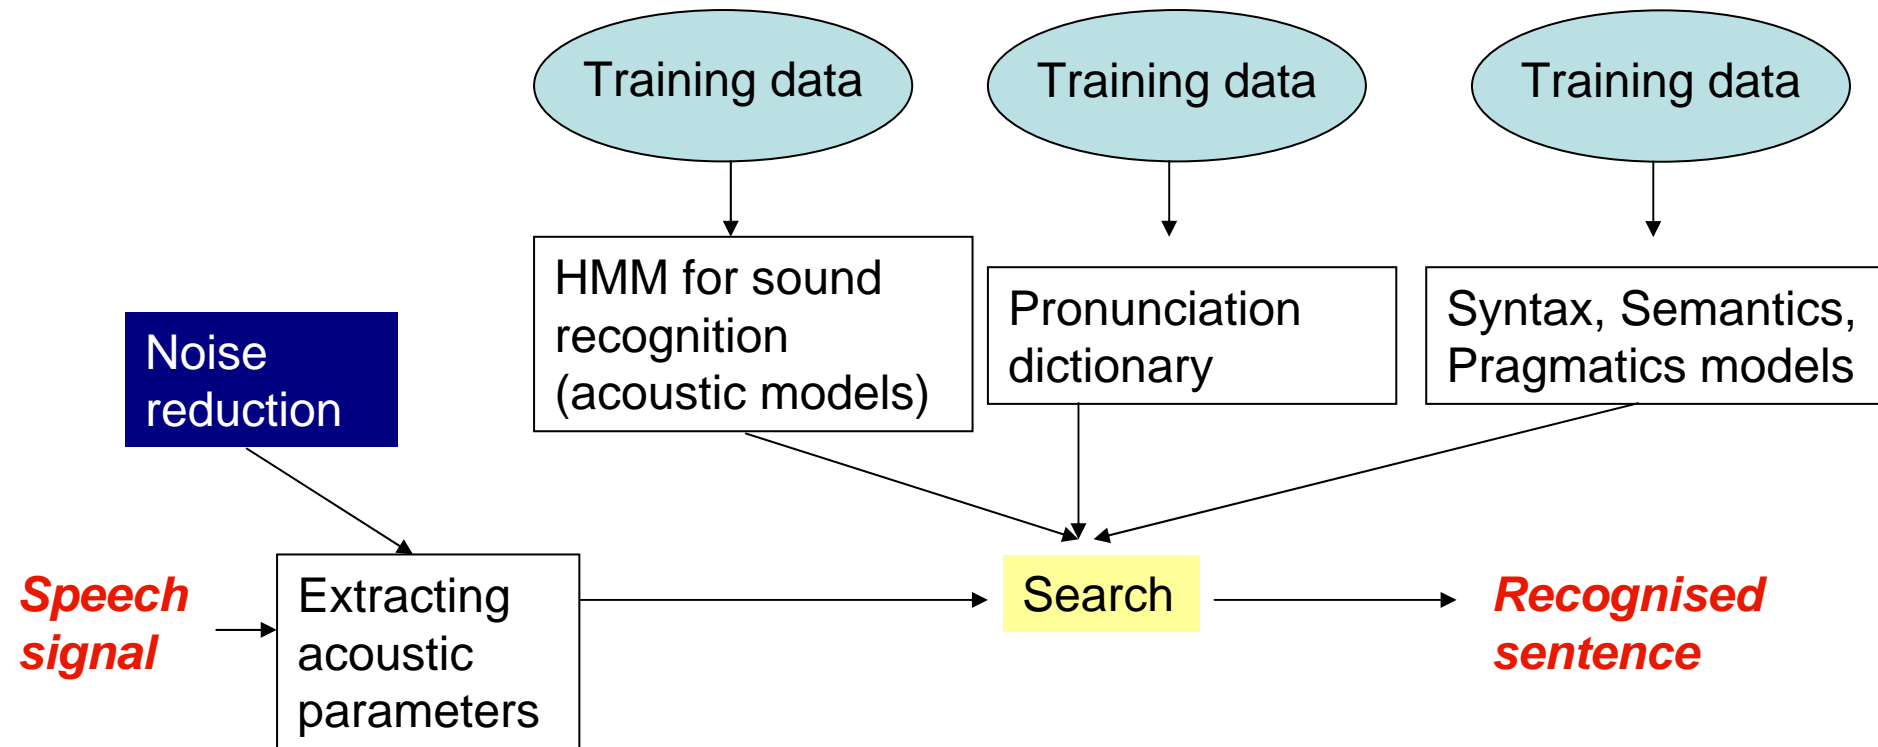 Training data
Training data
Training data
HMM for sound
recognition
(acoustic models)
Pronunciation
dictionary
Syntax, Semantics,
Pragmatics models
Noise
reduction
Speech
signal
Extracting
acoustic
parameters
Search
Recognised
sentence